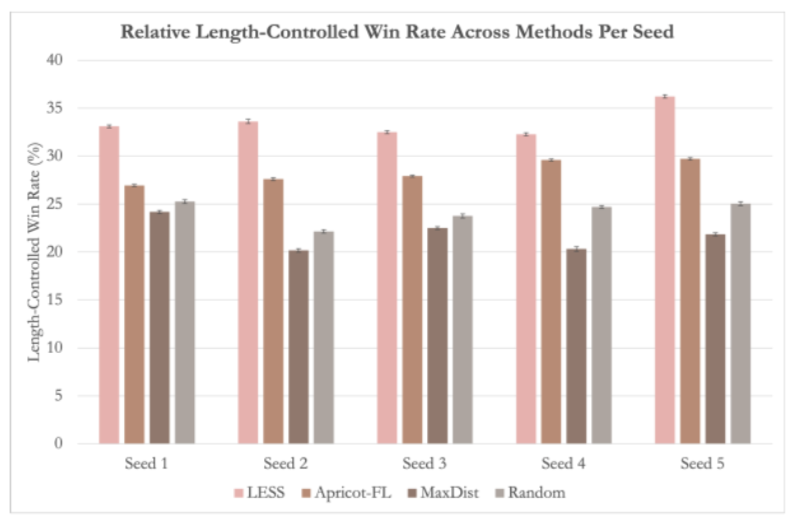 Relative Length-Controlled Win Rate Across Methods Per Seed
Length-Controlled Win Rate (%)
40
35
30
25
20
15
10
5
0
Seed 1 Seed 2 Seed 3 Seed 4 Seed 5
LESS Apricot-FL MaxDist Random